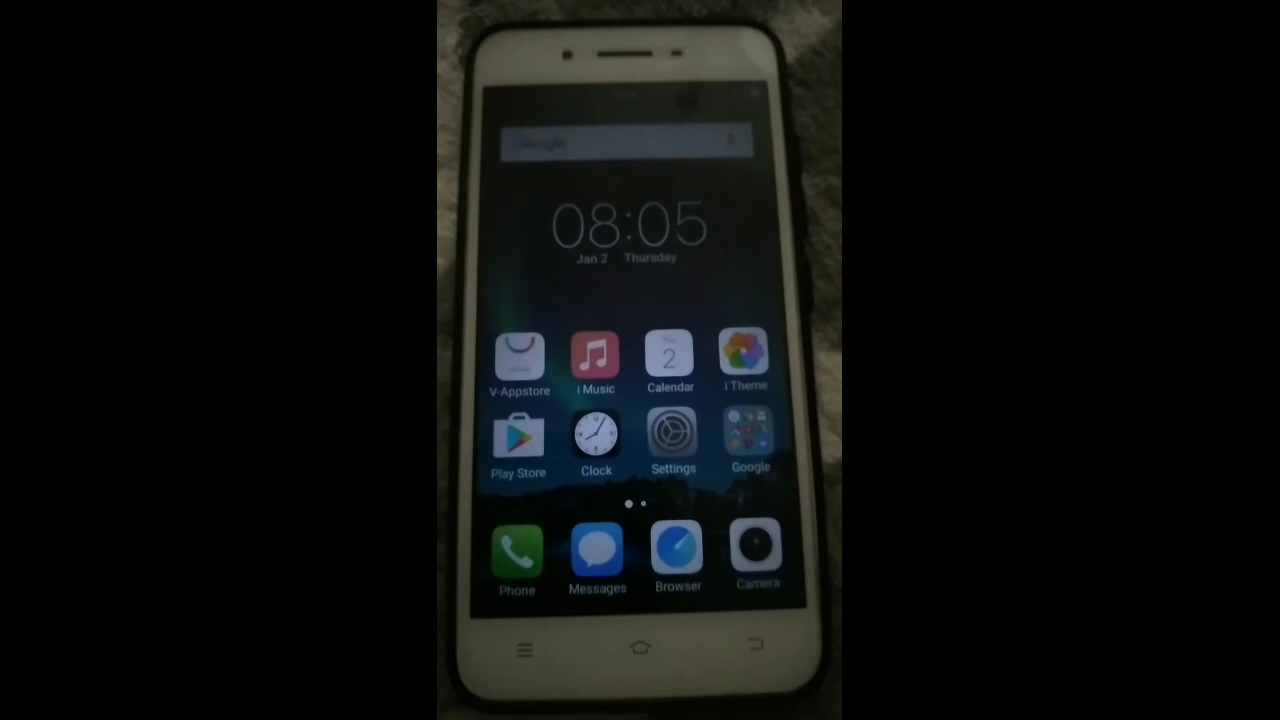 Google
08:05
Jan 2 Thursday
Thu
2
V-Appstore
i Music
Calendar
i Theme
Play Store
Clock
Settings
Google
Phone
Messages
Browser
Camera